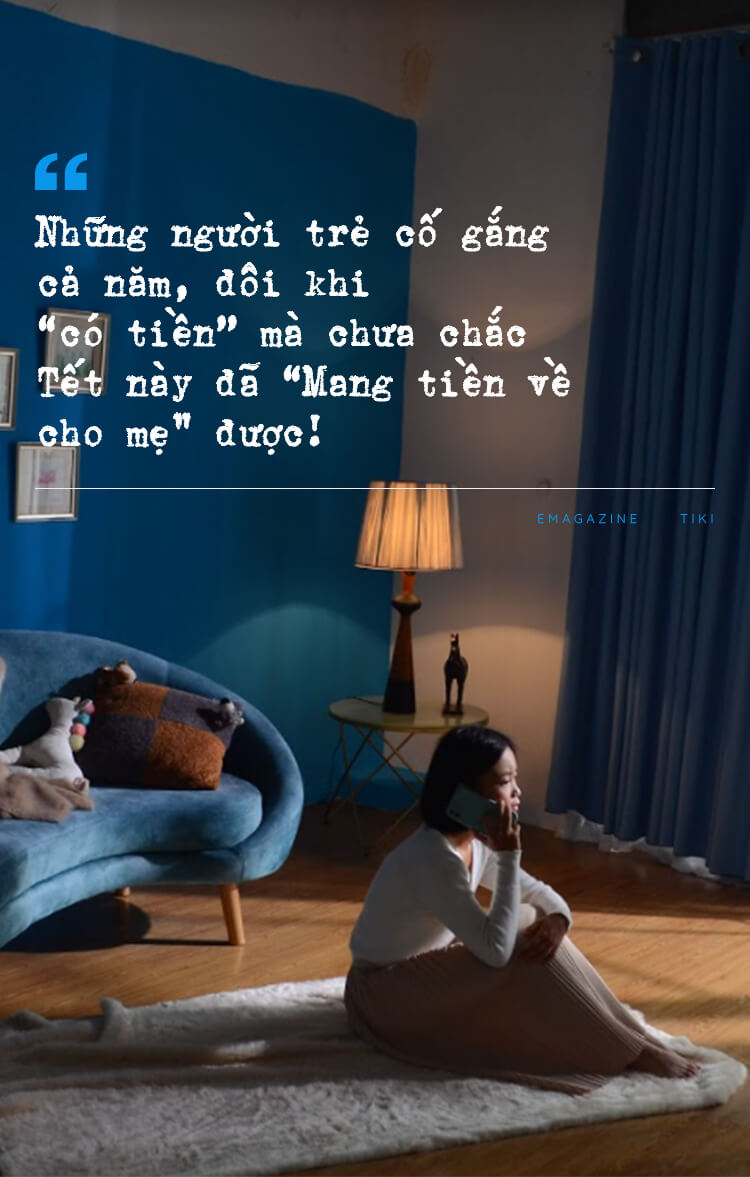 “
Những người trẻ cố gắng
cả năm, đôi khi
“có tiền” mà chưa chắc
Tết này đã “Mang tiền về
cho mẹ" được!
EMAGAZINE TIKI